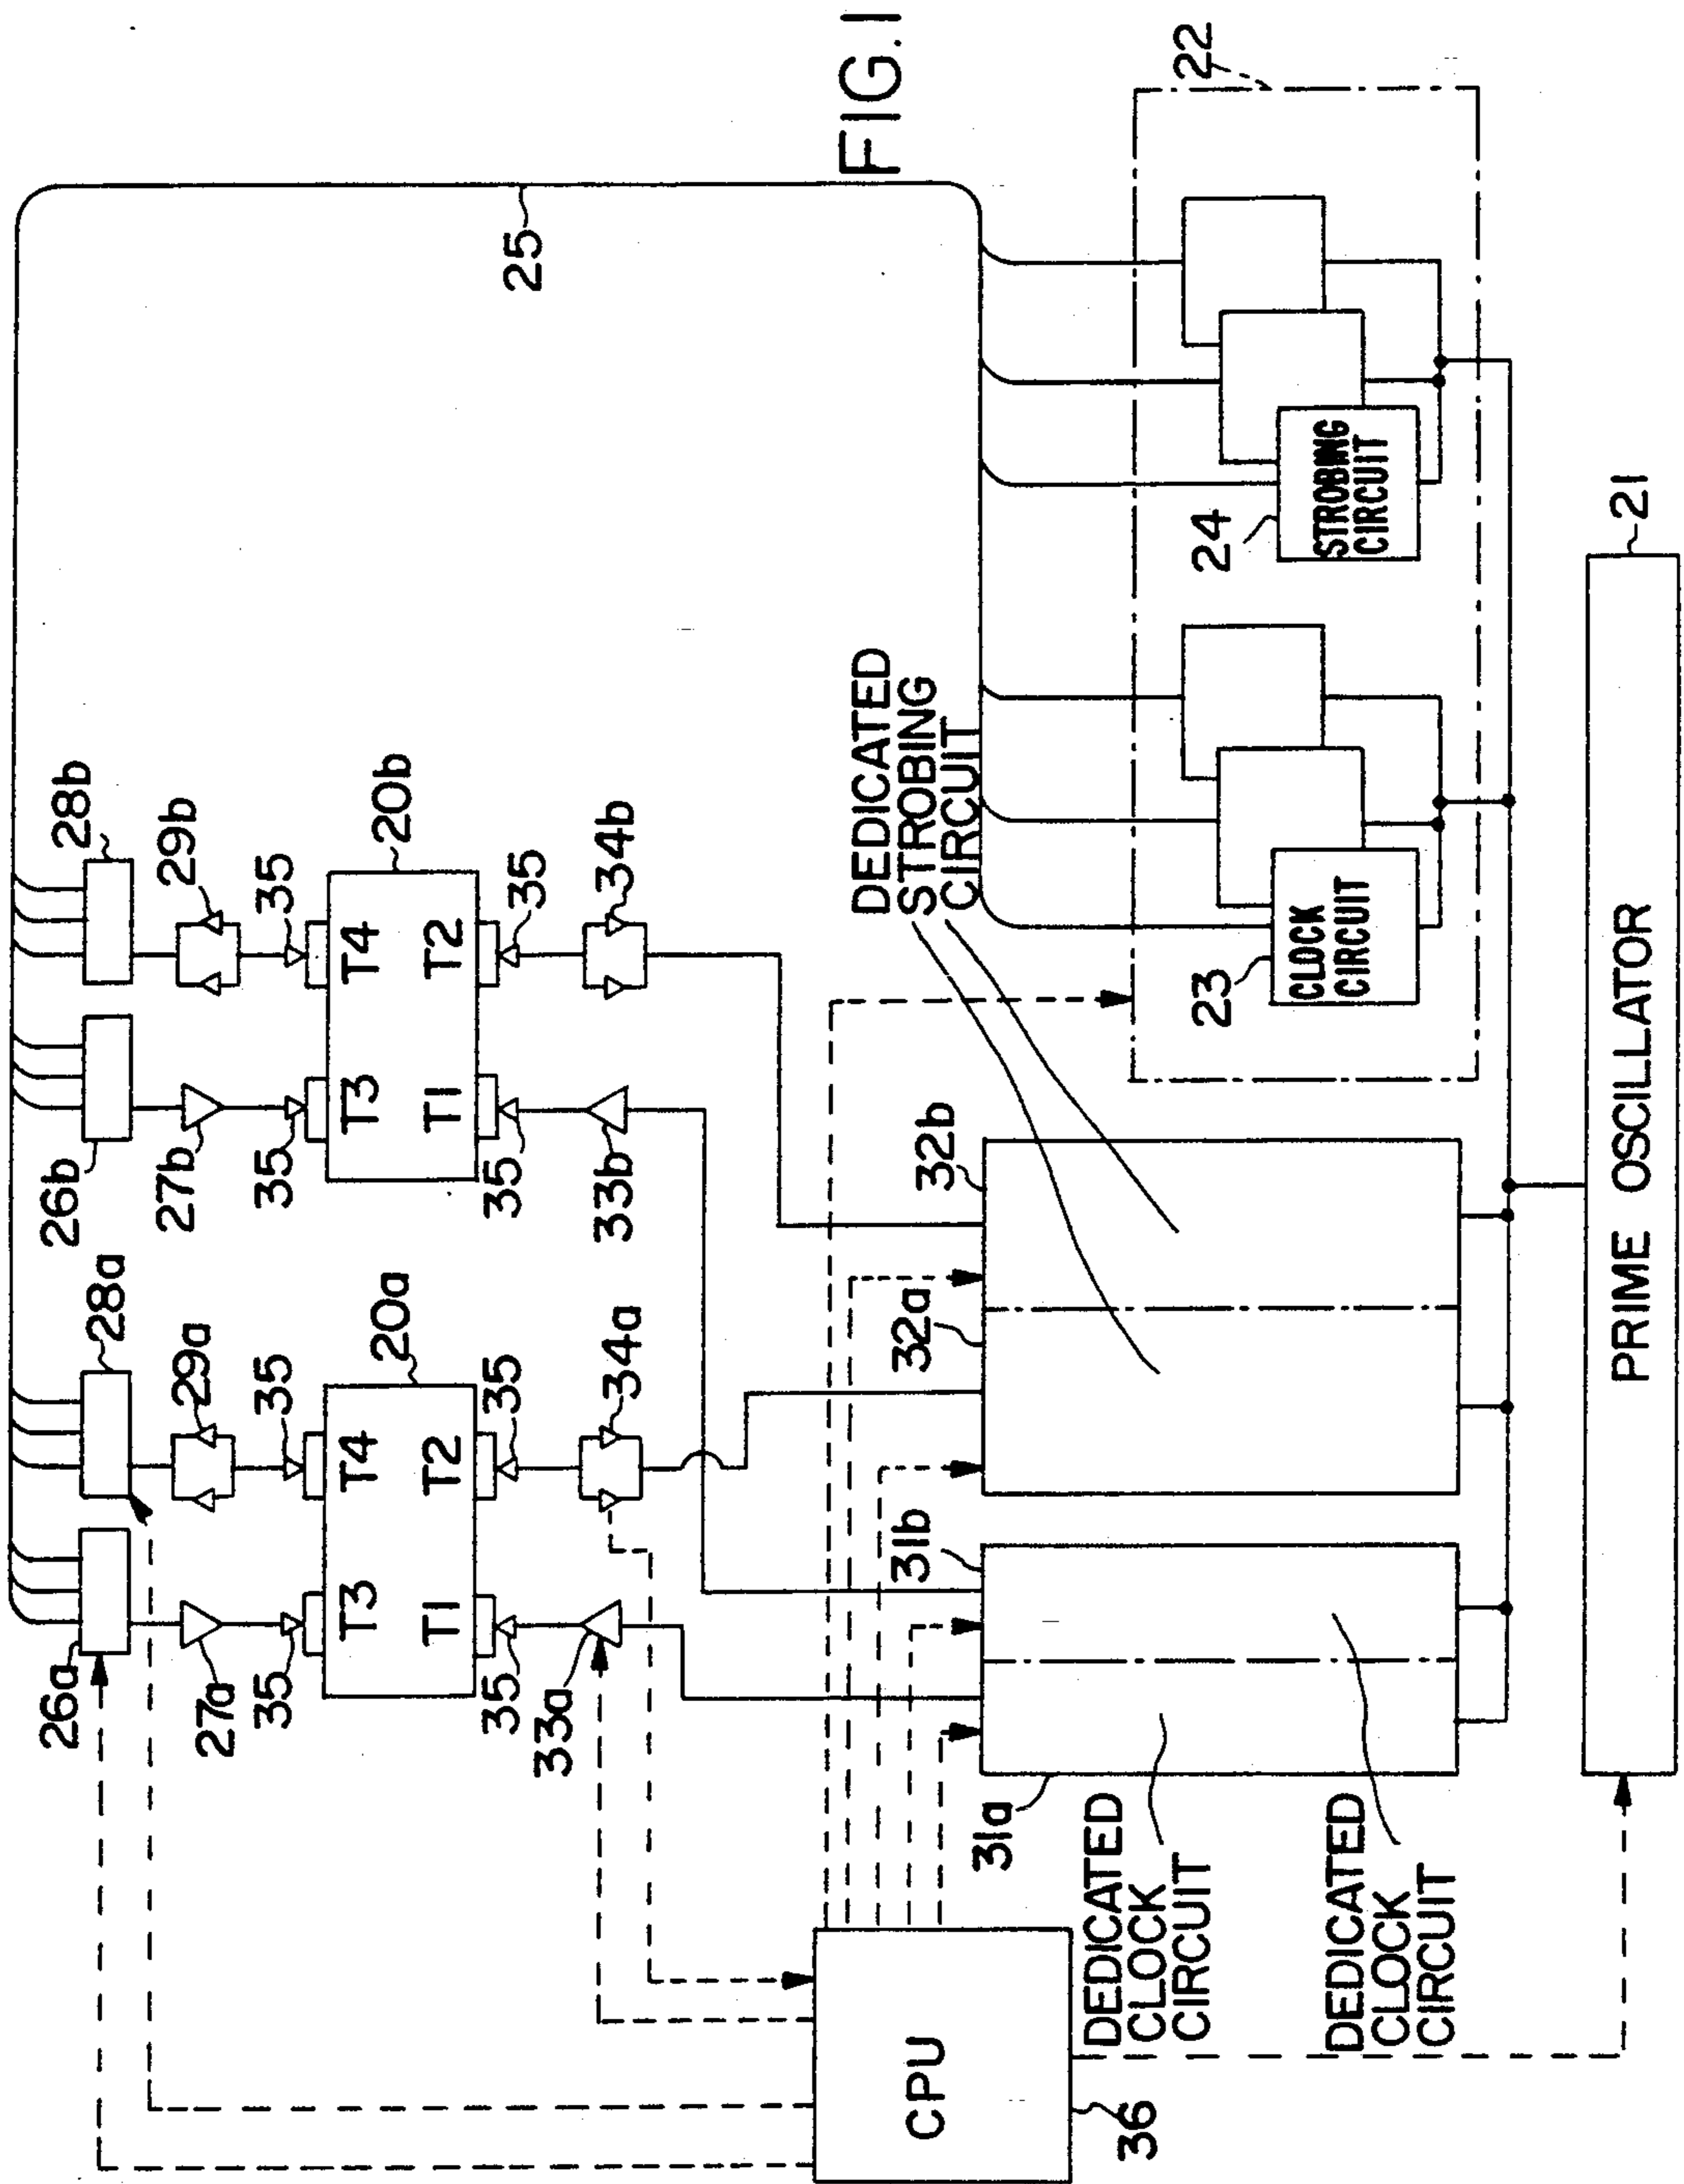 FIG.1
25
22
28b
29b
35
20b
T4
T2
35
34b
26b
27b
35
T3
T1
35
33b
28a
29a
35
20a
T4
T2
35
34a
26a
27a
35
T3
T1
35
33a
DEDICATED
STROBING
CIRCUIT
24
STROBING
CIRCUIT
23
CLOCK
CIRCUIT
32b
32a
31b
31a
DEDICATED
CLOCK
CIRCUIT
DEDICATED
CLOCK
CIRCUIT
CPU
36
PRIME OSCILLATOR
21